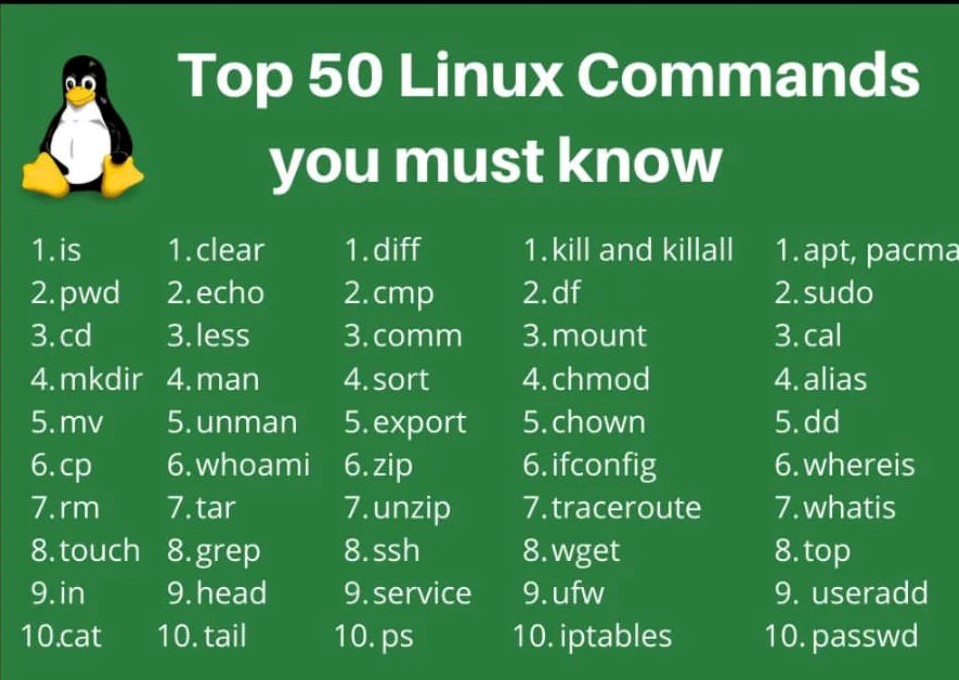 Top 50 Linux Commands
you must know
1. is
2. pwd
3. cd
4. mkdir
5. mv
6. cp
7. rm
8. touch
9. in
10.cat
1. clear
2. echo
3. less
4. man
5. unman
6. whoami
7. tar
8. grep
9. head
10. tail
1. diff
2. cmp
3. comm
4. sort
5. export
6. zip
7. unzip
8. ssh
9. service
10. ps
1. kill and killall
2. df
3. mount
4. chmod
5. chown
6. ifconfig
7. traceroute
8. wget
9. ufw
10. iptables
1. apt, pacma
2. sudo
3. cal
4. alias
5. dd
6. whereis
7. whatis
8. top
9. useradd
10. passwd